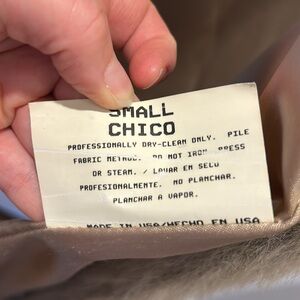 SMALL
CHICO
PROFESSIONALLY DRY-CLEAN ONLY. PILE
FABRIC METHOD. DO NOT IRON PRESS
OR STEAM. / LAVAR EN SECO
PROFESIONALMENTE. NO PLANCHAR.
PLANCHAR A VAPOR.
MADE IN USA/HECHO EN USA